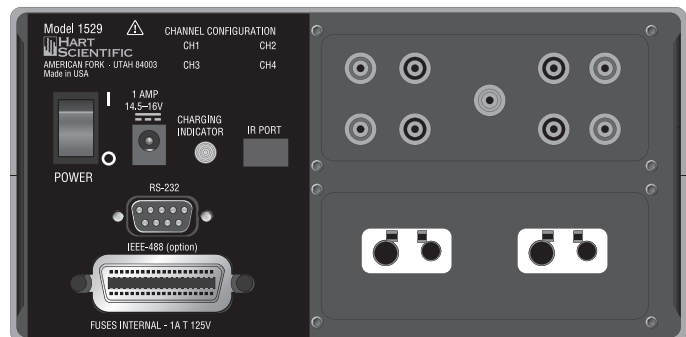 Model 1529
CHANNEL CONFIGURATION
HART
SCIENTIFIC
CH1 CH2
AMERICAN FORK · UTAH 84003
CH3 CH4
Made in USA
1 AMP
14.5–16V
CHARGING
INDICATOR
IR PORT
I
O
POWER
RS-232
IEEE-488 (option)
FUSES INTERNAL - 1A T 125V